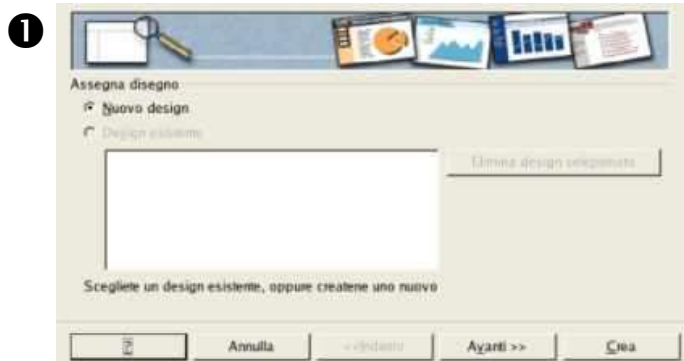 1
Assegna disegno
Nuovo design
Design esistente
Elimina design selezionato
Scegliete un design esistente, oppure createne uno nuovo
? Annulla <<Indietro Avanti >> Crea